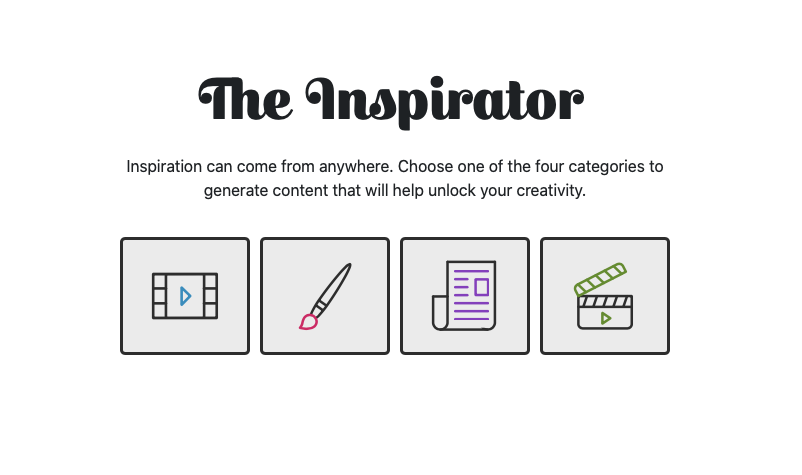 The Inspirator
Inspiration can come from anywhere. Choose one of the four categories to
generate content that will help unlock your creativity.